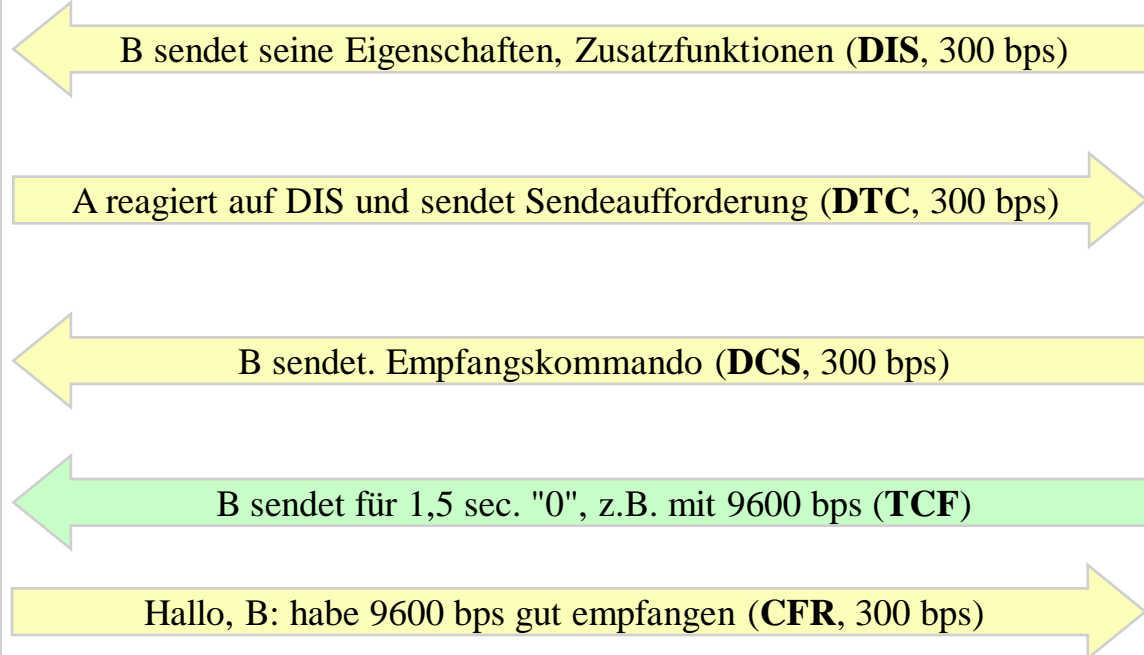 B sendet seine Eigenschaften, Zusatzfunktionen (DIS, 300 bps)
A reagiert auf DIS und sendet Sendeaufforderung (DTC, 300 bps)
B sendet. Empfangskommando (DCS, 300 bps)
B sendet für 1,5 sec. "0", z.B. mit 9600 bps (TCF)
Hallo, B: habe 9600 bps gut empfangen (CFR, 300 bps)